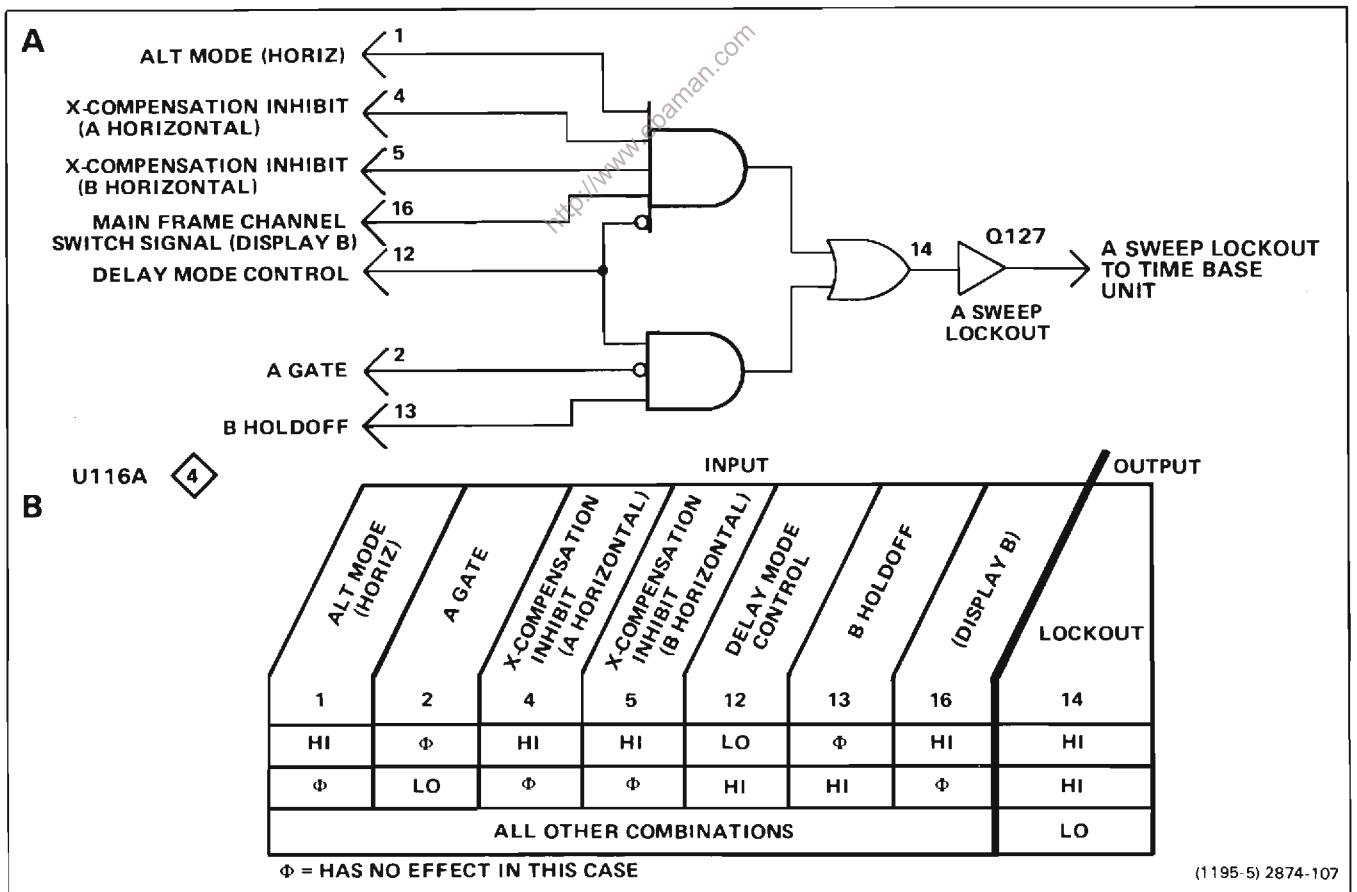 A
ALT MODE (HORIZ)
1
X-COMPENSATION INHIBIT
(A HORIZONTAL)
4
X-COMPENSATION INHIBIT
(B HORIZONTAL)
5
MAIN FRAME CHANNEL
SWITCH SIGNAL (DISPLAY B)
16
DELAY MODE CONTROL
12
A GATE
2
B HOLDOFF
13
14
Q127
A SWEEP
LOCKOUT
A SWEEP LOCKOUT
TO TIME BASE
UNIT
http://www.ebaman.com
U116A 4
B
INPUT
OUTPUT
ALT MODE
(HORIZ)
A GATE
X-COMPENSATION
INHIBIT
(A HORIZONTAL)
X-COMPENSATION
INHIBIT
(B HORIZONTAL)
DELAY MODE
CONTROL
B HOLDOFF
(DISPLAY B)
LOCKOUT
1 2 4 5 12 13 16 14
HI Φ HI HI LO Φ HI HI
Φ LO Φ Φ HI HI Φ HI
ALL OTHER COMBINATIONS LO
Φ = HAS NO EFFECT IN THIS CASE
(1195-5) 2874-107